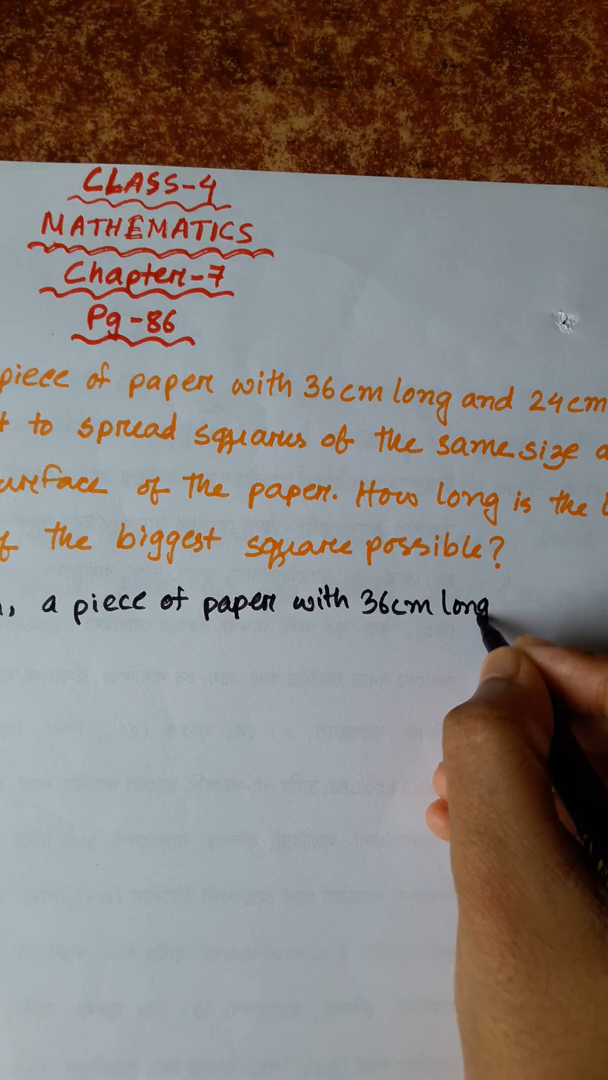 CLASS-4
MATHEMATICS
Chapter-7
Pg-86
piece of paper with 36cm long and 24cm
to spread squares of the same size
of the paper. How long is the
the biggest square possible?
a piece of paper with 36cm long